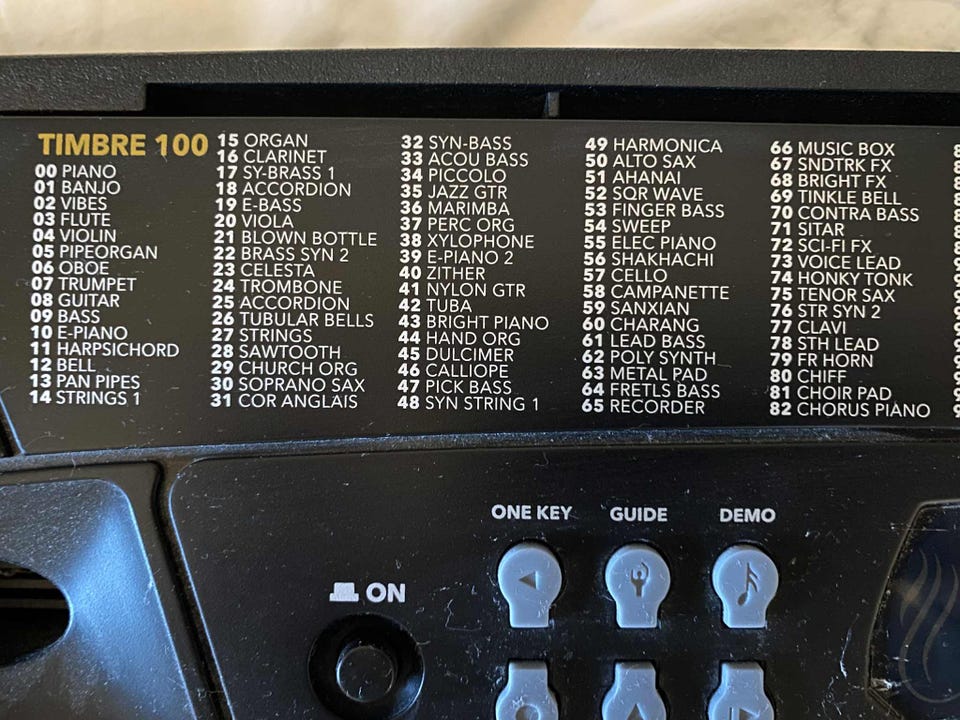 TIMBRE 100
00 PIANO
01 BANJO
02 VIBES
03 FLUTE
04 VIOLIN
05 PIPEORGAN
06 OBOE
07 TRUMPET
08 GUITAR
09 BASS
10 E-PIANO
11 HARPSICHORD
12 BELL
13 PAN PIPES
14 STRINGS 1
15 ORGAN
16 CLARINET
17 SY-BRASS 1
18 ACCORDION
19 E-BASS
20 VIOLA
21 BLOWN BOTTLE
22 BRASS SYN 2
23 CELESTA
24 TROMBONE
25 ACCORDION
26 TUBULAR BELLS
27 STRINGS
28 SAWTOOTH
29 CHURCH ORG
30 SOPRANO SAX
31 COR ANGLAIS
32 SYN-BASS
33 ACOU BASS
34 PICCOLO
35 JAZZ GTR
36 MARIMBA
37 PERC ORG
38 XYLOPHONE
39 E-PIANO 2
40 ZITHER
41 NYLON GTR
42 TUBA
43 BRIGHT PIANO
44 HAND ORG
45 DULCIMER
46 CALLIOPE
47 PICK BASS
48 SYN STRING 1
49 HARMONICA
50 ALTO SAX
51 AHANAI
52 SQR WAVE
53 FINGER BASS
54 SWEEP
55 ELEC PIANO
56 SHAKHACHI
57 CELLO
58 CAMPANETTE
59 SANXIAN
60 CHARANG
61 LEAD BASS
62 POLY SYNTH
63 METAL PAD
64 FRETLS BASS
65 RECORDER
66 MUSIC BOX
67 SNDTRK FX
68 BRIGHT FX
69 TINKLE BELL
70 CONTRA BASS
71 SITAR
72 SCI-FI FX
73 VOICE LEAD
74 HONKY TONK
75 TENOR SAX
76 STR SYN 2
77 CLAVI
78 STH LEAD
79 FR HORN
80 CHIFF
81 CHOIR PAD
82 CHORUS PIANO
ONE KEY
GUIDE
DEMO
ON